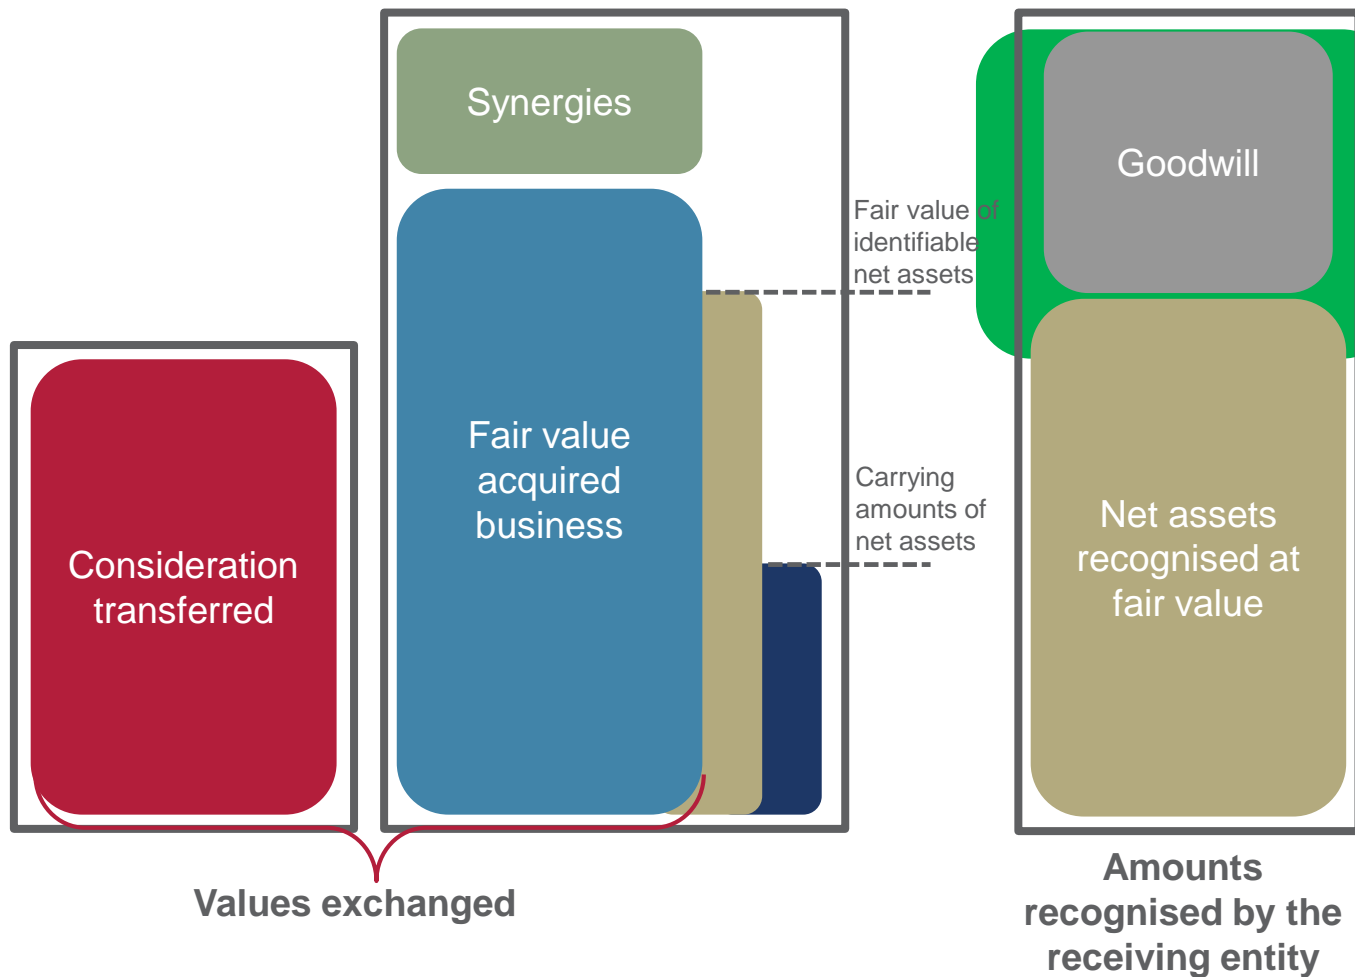 Synergies
Goodwill
Fair value of
identifiable
net assets
Fair value
acquired
business
Carrying
amounts of
net assets
Consideration
transferred
Net assets
recognised at
fair value
Values exchanged
Amounts
recognised by the
receiving entity